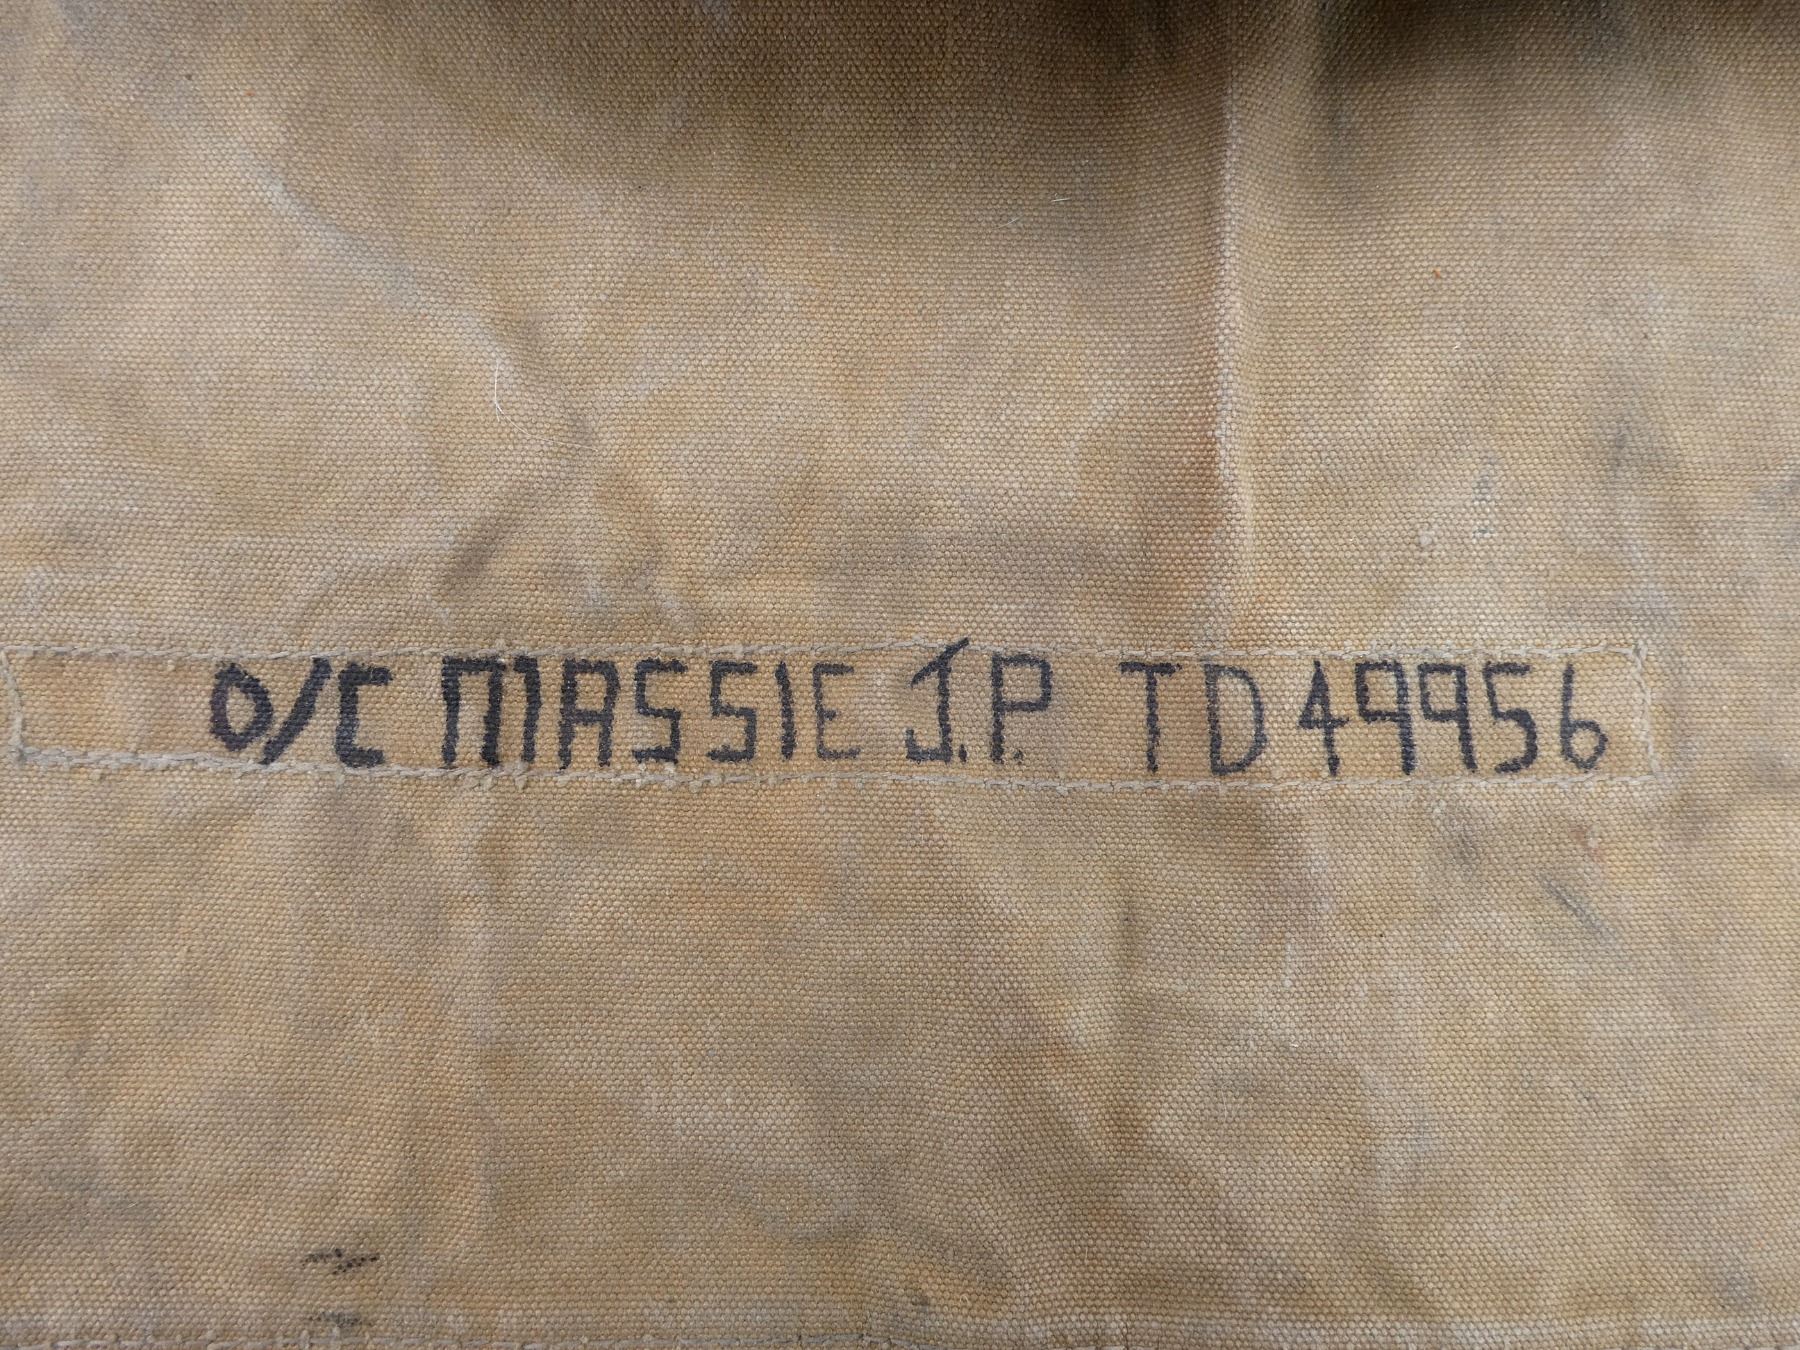 O/C MASSIE J.P. TD49956